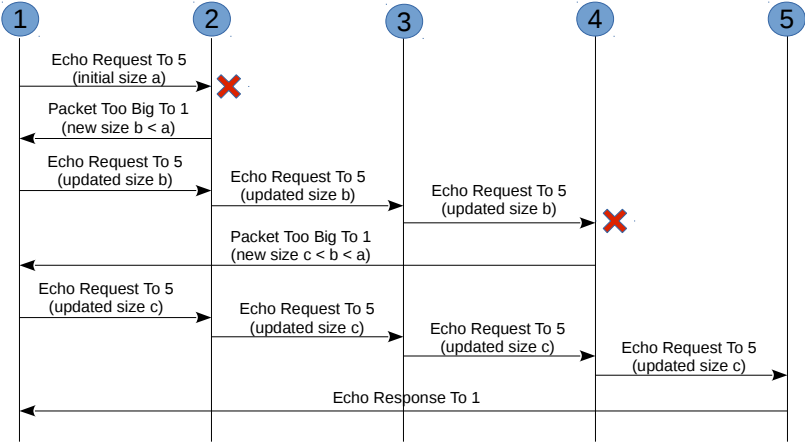 1
2
3
4
5
Echo Request To 5
(initial size a)
Packet Too Big To 1
(new size b < a)
Echo Request To 5
(updated size b)
Echo Request To 5
(updated size b)
Echo Request To 5
(updated size b)
Packet Too Big To 1
(new size c < b < a)
Echo Request To 5
(updated size c)
Echo Request To 5
(updated size c)
Echo Request To 5
(updated size c)
Echo Request To 5
(updated size c)
Echo Response To 1